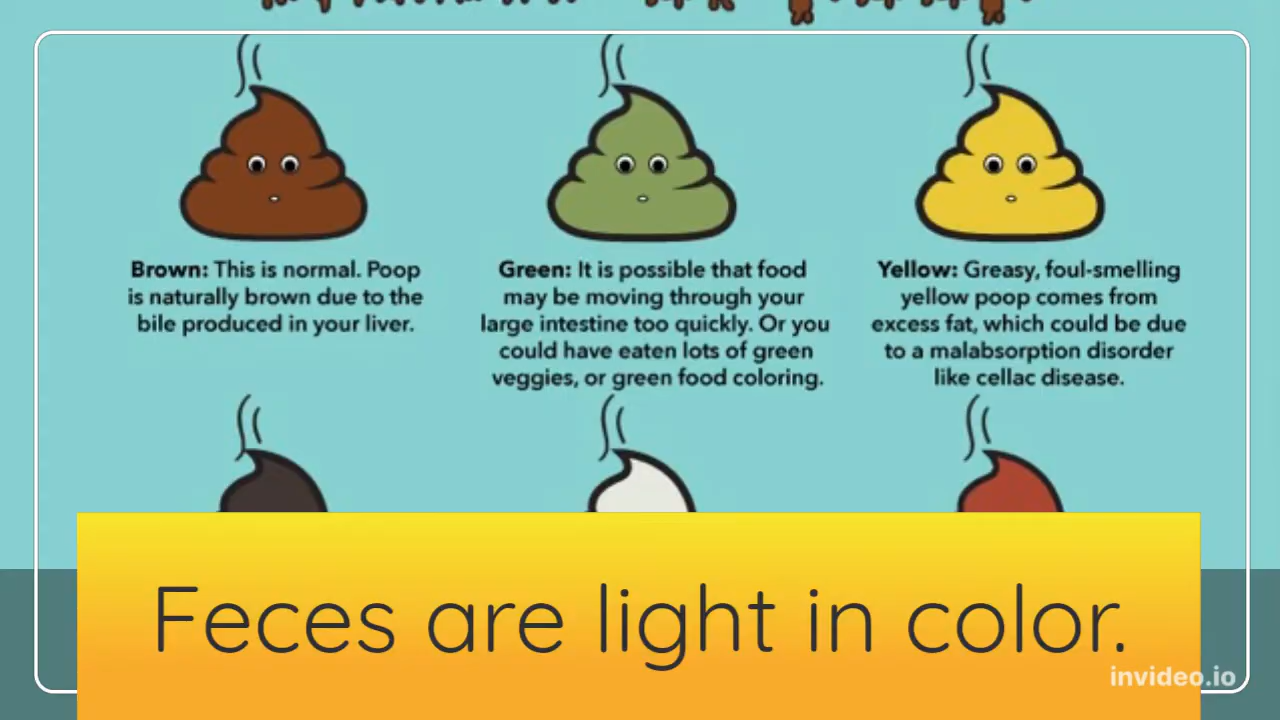 Brown: This is normal. Poop
is naturally brown due to the
bile produced in your liver.
Green: It is possible that food
may be moving through your
large intestine too quickly. Or you
could have eaten lots of green
veggies, or green food coloring.
Yellow: Greasy, foul-smelling
yellow poop comes from
excess fat, which could be due
to a malabsorption disorder
like cellac disease.
Feces are light in color.
invideo.io